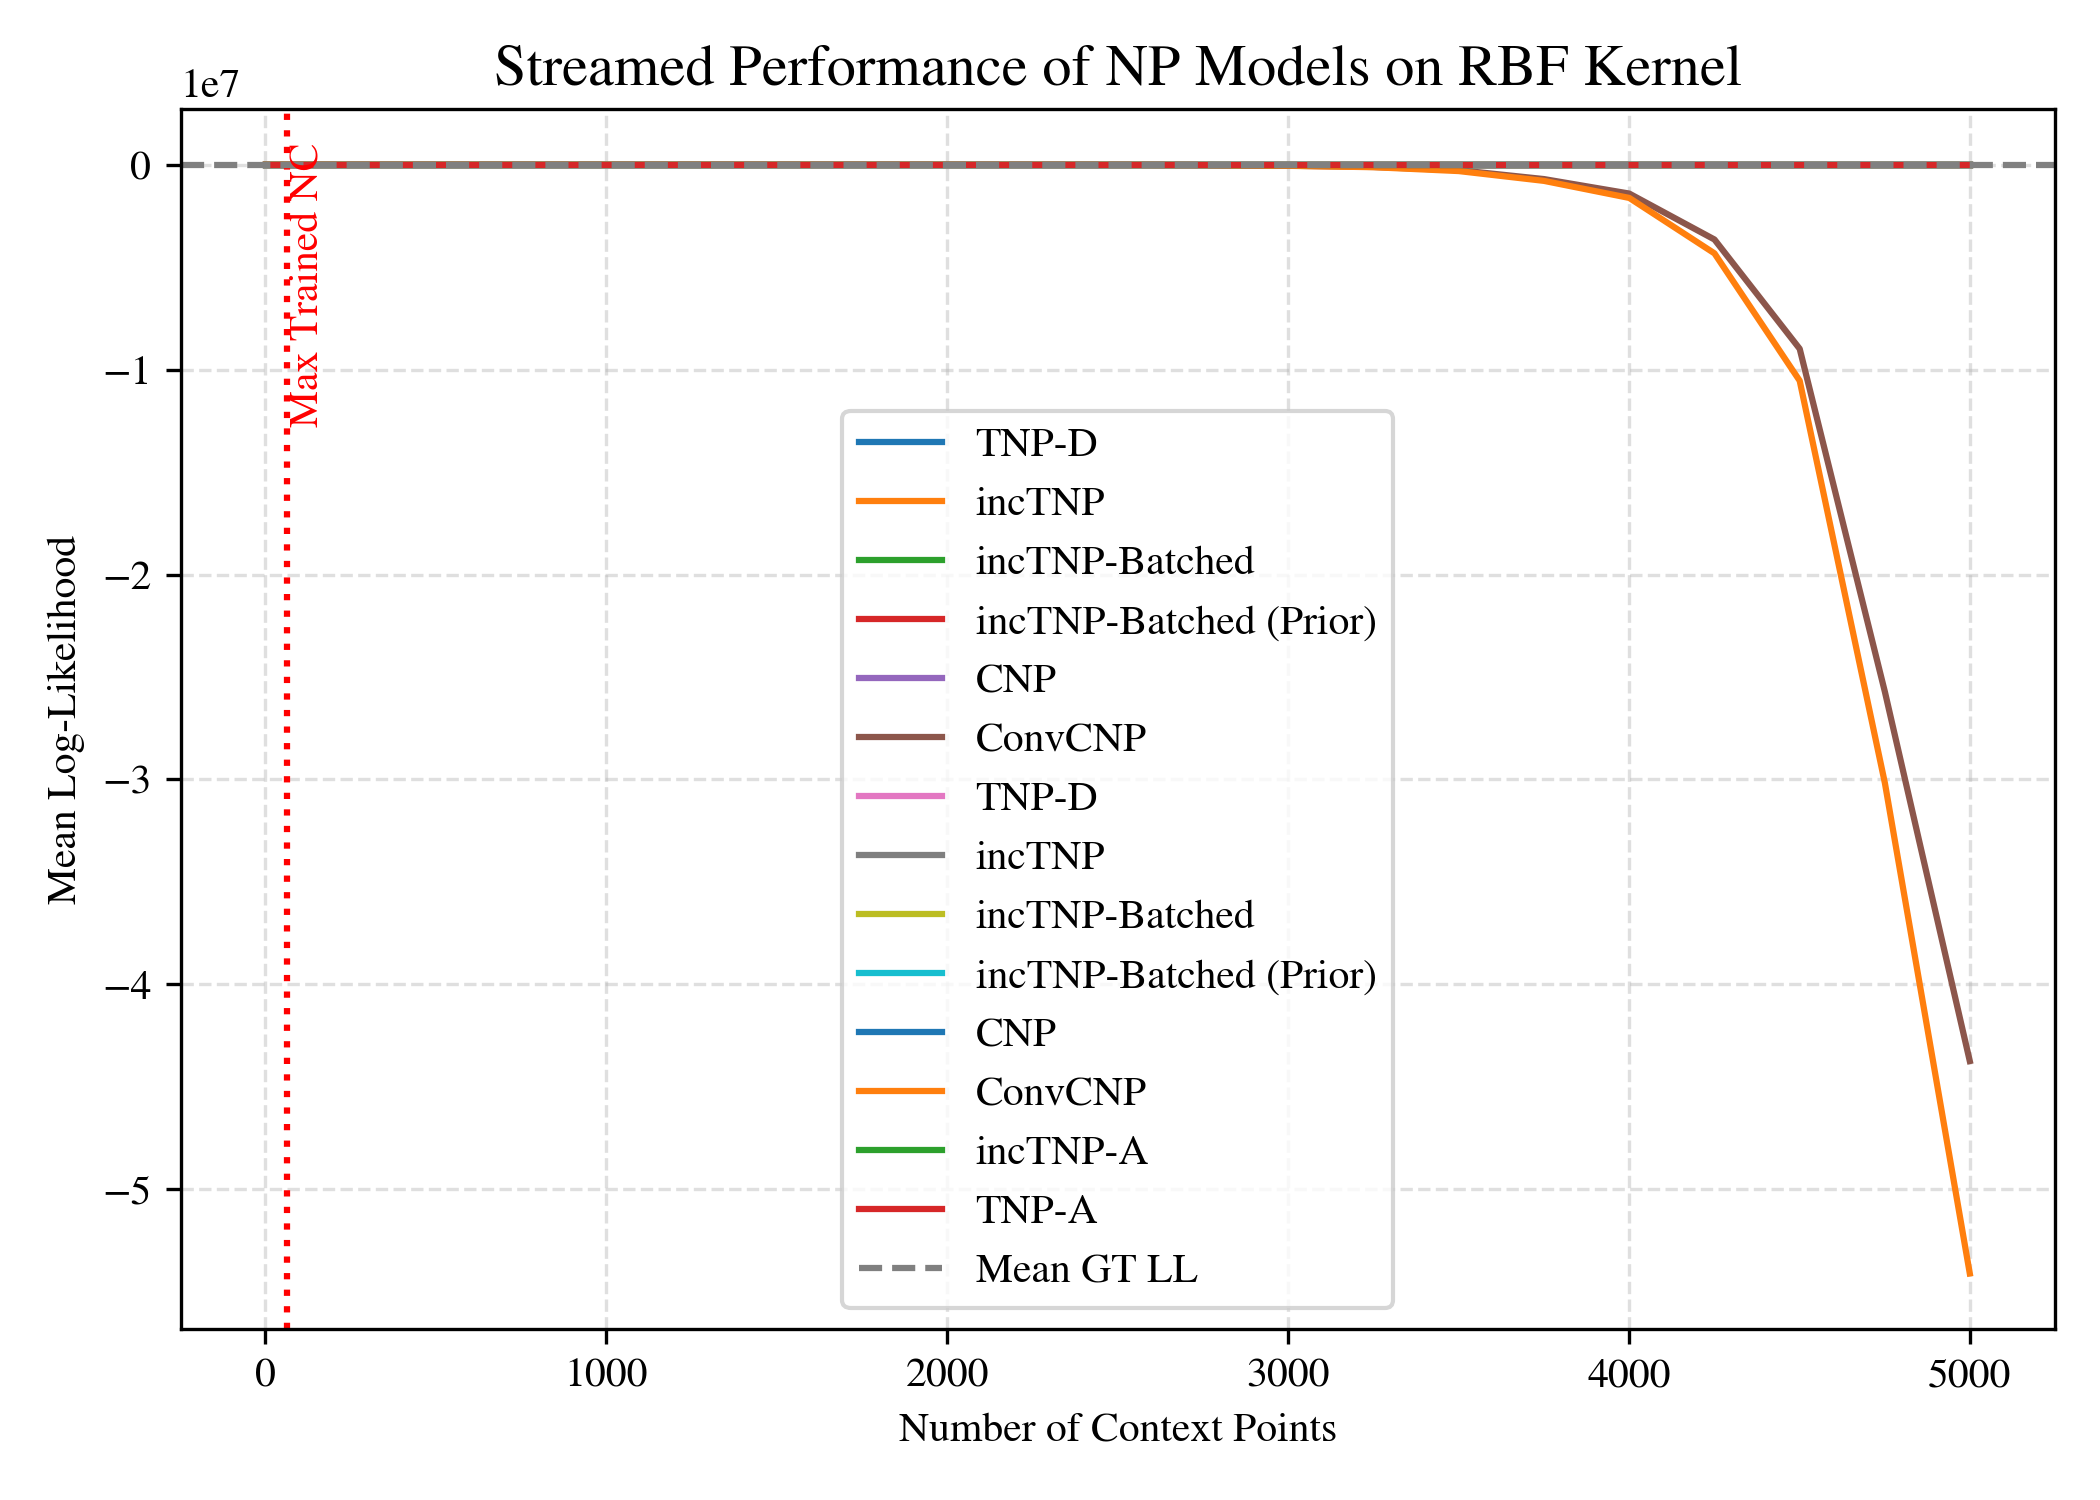 Streamed Performance of NP Models on RBF Kernel
1e7
0
−1
−2
−3
−4
−5
Mean Log-Likelihood
Max Trained NC
TNP-D
incTNP
incTNP-Batched
incTNP-Batched (Prior)
CNP
ConvCNP
TNP-D
incTNP
incTNP-Batched
incTNP-Batched (Prior)
CNP
ConvCNP
incTNP-A
TNP-A
Mean GT LL
0 1000 2000 3000 4000 5000
Number of Context Points